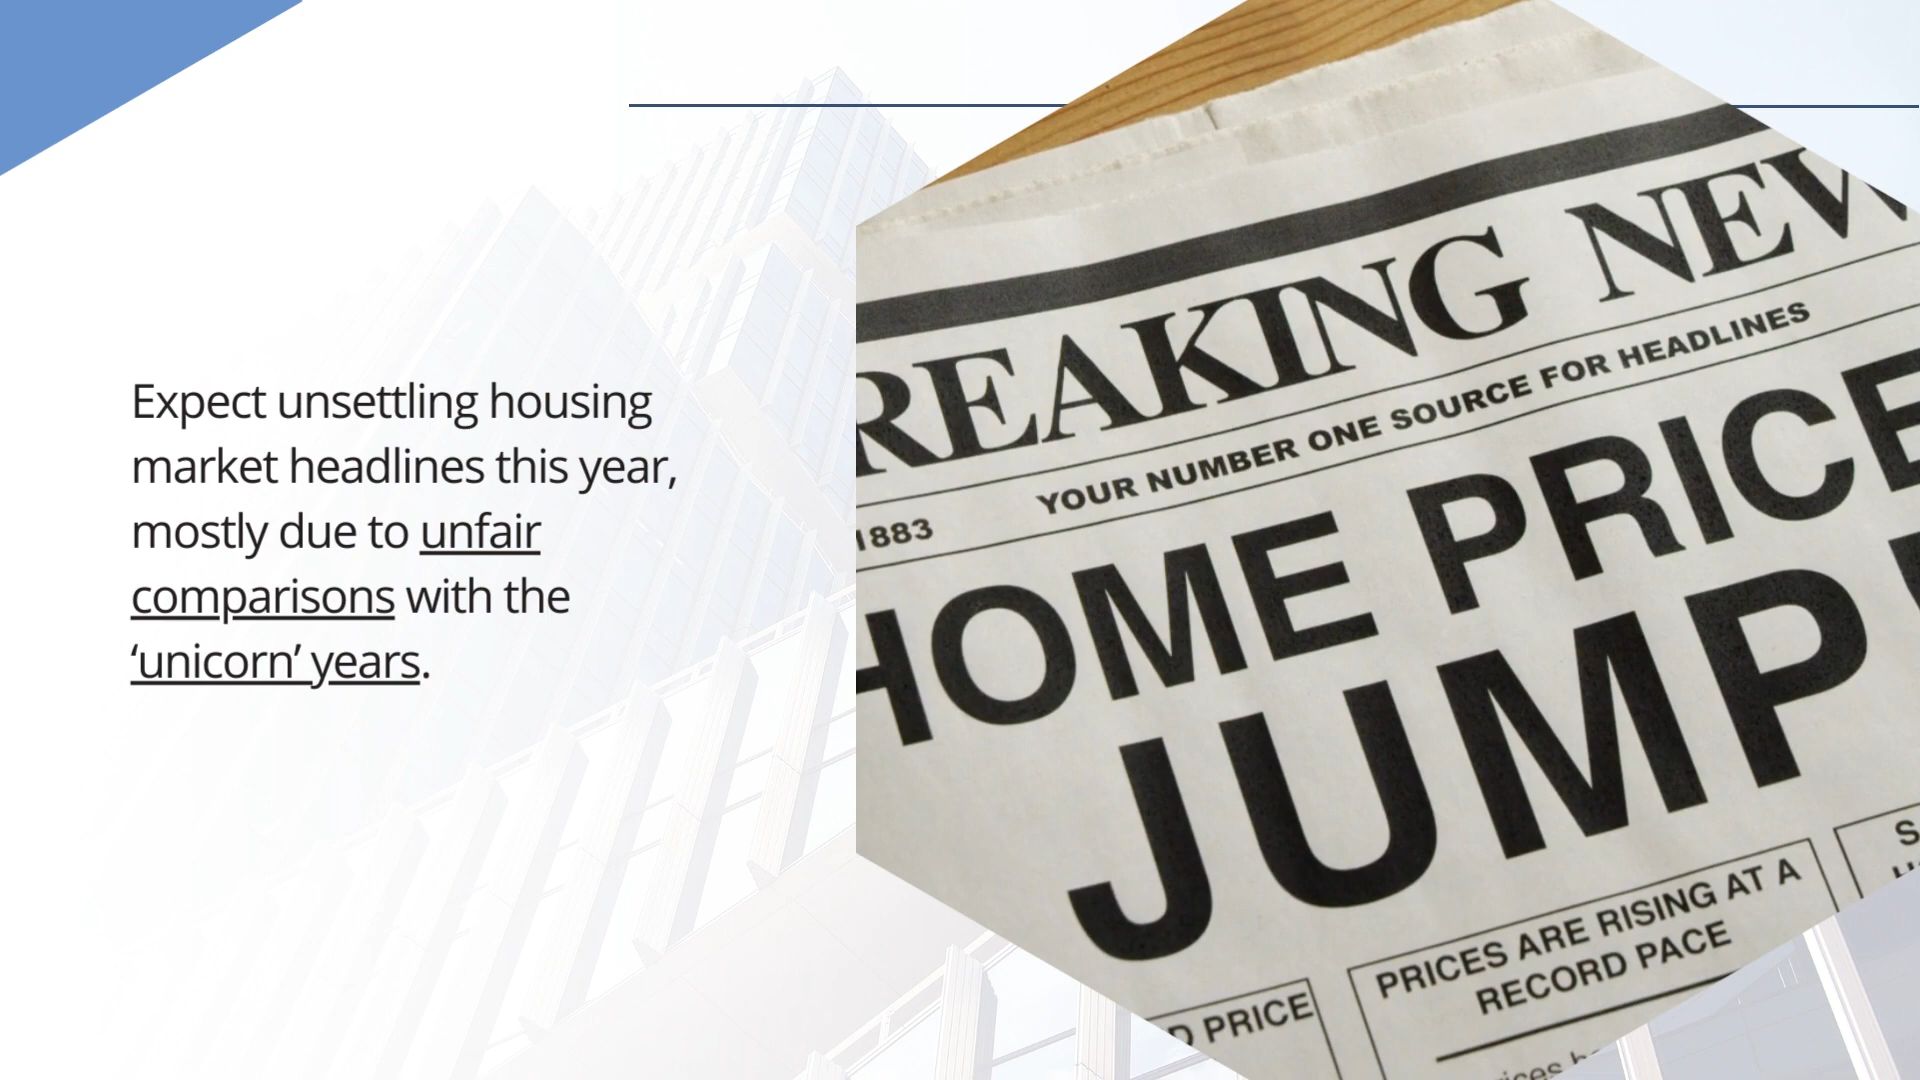 Expect unsettling housing
market headlines this year,
mostly due to unfair
comparisons with the
‘unicorn’ years.
REAKING NEW
1883 YOUR NUMBER ONE SOURCE FOR HEADLINES
HOME PRICE
JUMP
PRICES ARE RISING AT A
RECORD PACE
D PRICE